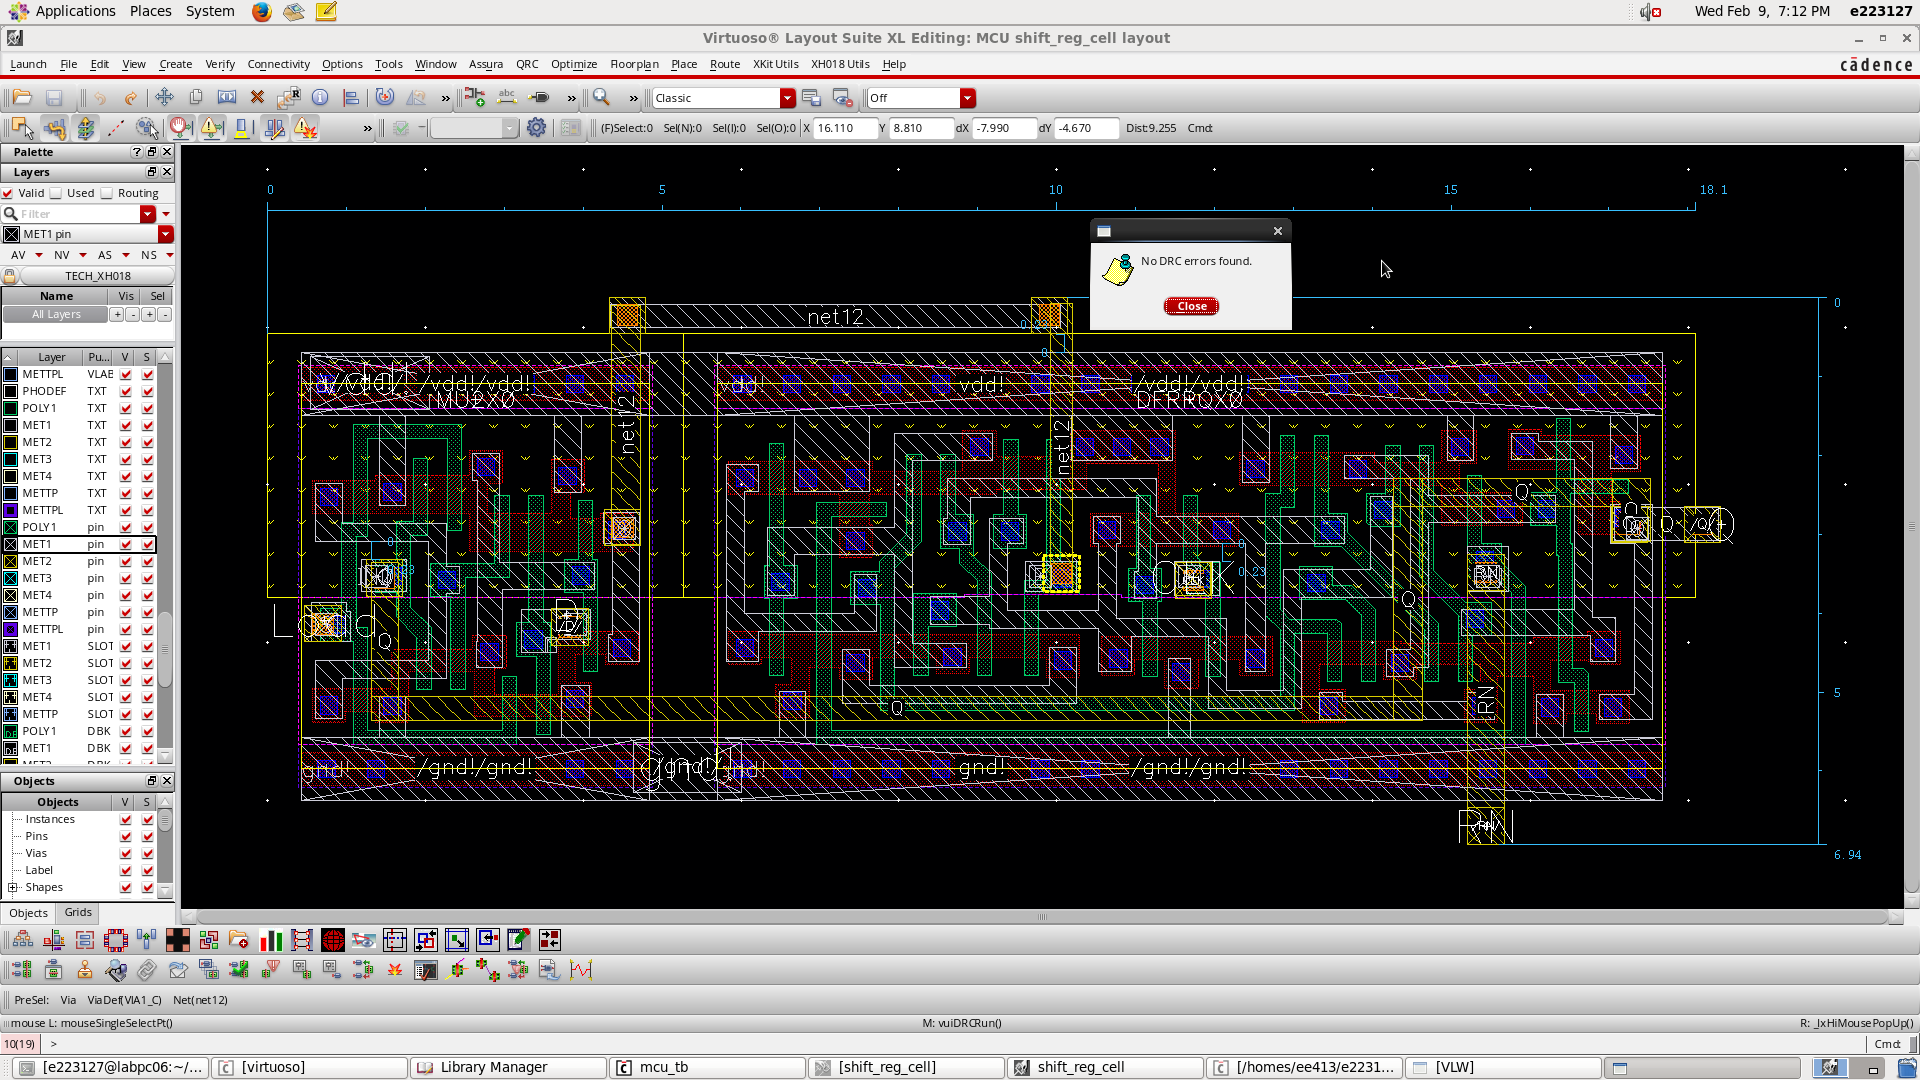 Applications Places System
Wed Feb 9, 7:12 PM e223127
Virtuoso® Layout Suite XL Editing: MCU shift_reg_cell layout
Launch File Edit View Create Verify Connectivity Options Tools Window Assura QRC Optimize Floorplan Place Route XKit Utils XH018 Utils Help
cādence
Classic
Off
(F)Select:0 Sel(N):0 Sel(I):0 Sel(O):0 X 16.110 Y 8.810 dX -7.990 dY -4.670 Dist:9.255 Cmd:
Palette
Layers
Valid Used Routing
Filter
MET1 pin
AV NV AS NS
TECH_XH018
Name Vis Sel
All Layers + - + -
Layer Pu... V S
METTPL VLAB
PHODEF TXT
POLY1 TXT
MET1 TXT
MET2 TXT
MET3 TXT
MET4 TXT
METTP TXT
METTPL TXT
POLY1 pin
MET1 pin
MET2 pin
MET3 pin
MET4 pin
METTP pin
METTPL pin
MET1 SLOT
MET2 SLOT
MET3 SLOT
MET4 SLOT
METTP SLOT
POLY1 DBK
MET1 DBK
Objects
Objects V S
Instances
Pins
Vias
Label
Shapes
Objects Grids
0 5 10 15 18.1
No DRC errors found.
Close
0
5
6.94
net12
net12
net12
/vdd!/vdd!
vdd!
vdd!
/vdd!/vdd!
DFRRQX0
Q
Q
Q
Q
0.23
RN
RN
gnd!
/gnd!/gnd!
gnd!
/gnd!/gnd!
PreSel: Via ViaDef(VIA1_C) Net(net12)
mouse L: mouseSingleSelectPt()
M: vuiDRCRun()
R: _lxHiMousePopUp()
10(19) >
Cmd:
[e223127@labpc06:~/...
[virtuoso]
Library Manager
mcu_tb
[shift_reg_cell]
shift_reg_cell
[/homes/ee413/e2231...
[VLW]